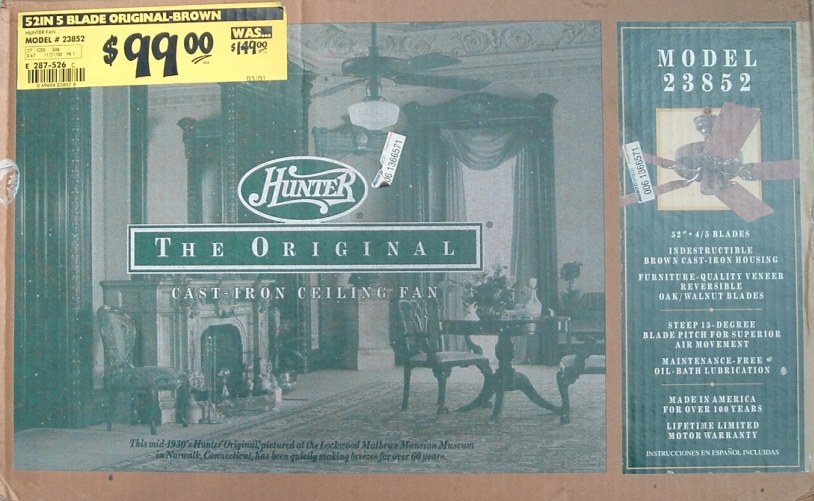 52IN 5 BLADE ORIGINAL-BROWN
HUNTER FAN
MODEL # 23852
E 287-526 C
$99.00
WAS...
$149.00
HUNTER
THE ORIGINAL
CAST-IRON CEILING FAN
006 1366571
This mid-1930's Hunter Original, pictured at the Lockwood Mathews Mansion Museum
in Norwalk, Connecticut, has been quietly making breezes for over 60 years.
MODEL
23852
006 1366571
52" • 4/5 BLADES
INDESTRUCTIBLE
BROWN CAST-IRON HOUSING
FURNITURE-QUALITY VENEER
REVERSIBLE
OAK/WALNUT BLADES
STEEP 15-DEGREE
BLADE PITCH FOR SUPERIOR
AIR MOVEMENT
MAINTENANCE-FREE
OIL-BATH LUBRICATION
MADE IN AMERICA
FOR OVER 100 YEARS
LIFETIME LIMITED
MOTOR WARRANTY
INSTRUCCIONES EN ESPAÑOL INCLUIDAS